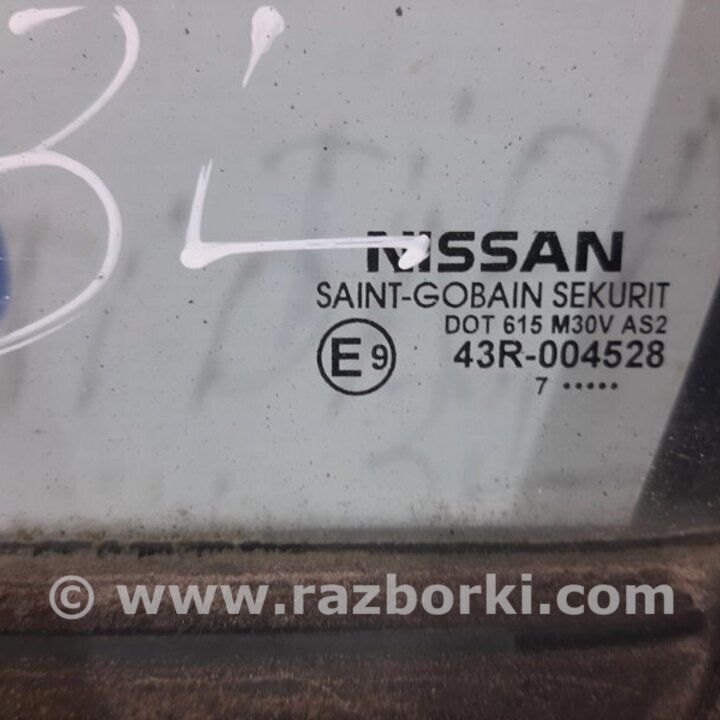 NISSAN
SAINT-GOBAIN SEKURIT
DOT 615 M30V AS2
E9 43R-004528
7 •••••
© www.razborki.com